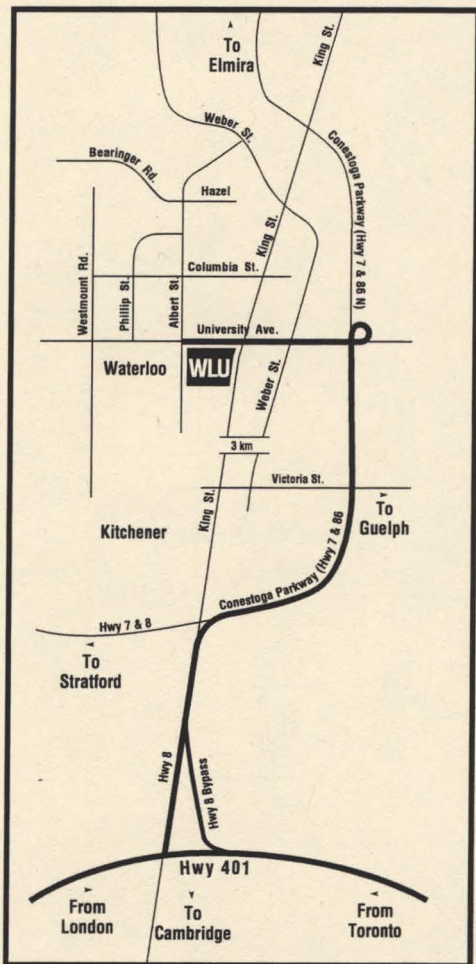 To
Elmira
King St.
Weber St.
Bearinger Rd.
Hazel
Conestoga Parkway (Hwy 7 & 86 N)
Westmount Rd.
Phillip St.
Albert St.
Columbia St.
King St.
University Ave.
Waterloo
WLU
Weber St.
3 km
Victoria St.
To
Guelph
Kitchener
King St.
Conestoga Parkway (Hwy 7 & 86
Hwy 7 & 8
To
Stratford
Hwy 8
Hwy 8 Bypass
Hwy 401
From
London
To
Cambridge
From
Toronto